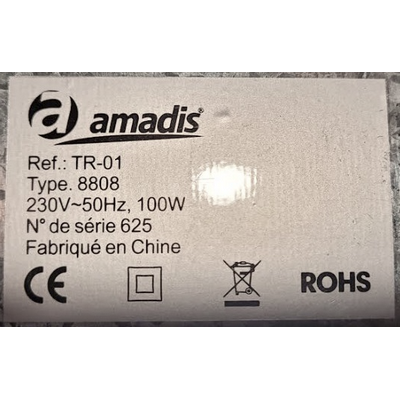 a amadis®
Ref.: TR-01
Type. 8808
230V~50Hz, 100W
N° de série 625
Fabriqué en Chine
CE ROHS